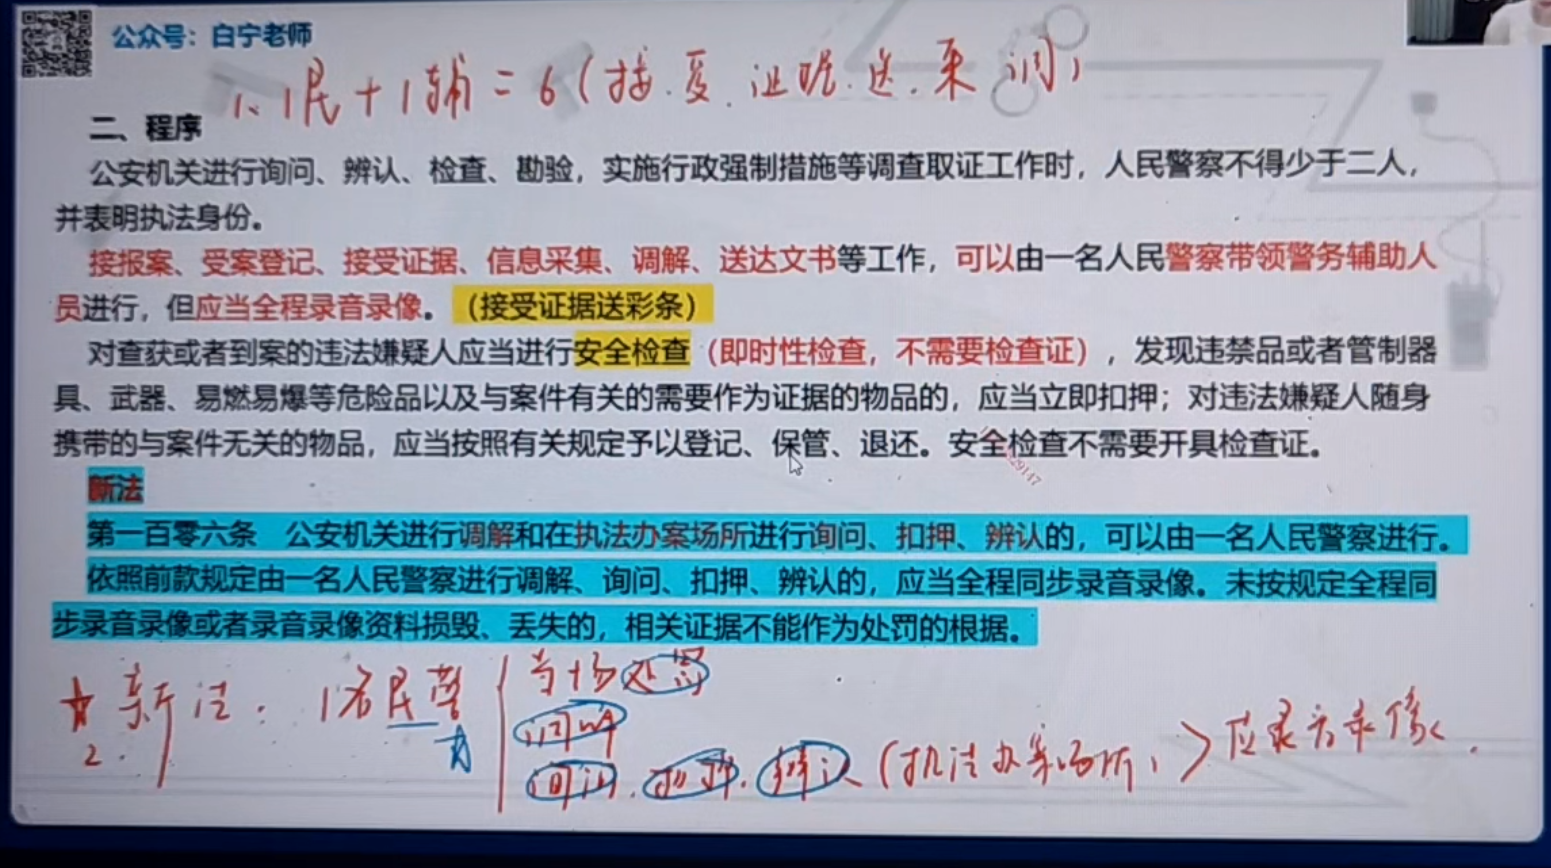 公众号：白宁老师
1、1民+1辅=6（接.受.证据.送.采.调）
二、程序
公安机关进行询问、辨认、检查、勘验，实施行政强制措施等调查取证工作时，人民警察不得少于二人，
并表明执法身份。
接报案、受案登记、接受证据、信息采集、调解、送达文书等工作，可以由一名人民警察带领警务辅助人
员进行，但应当全程录音录像。（接受证据送彩条）
对查获或者到案的违法嫌疑人应当进行安全检查（即时性检查，不需要检查证），发现违禁品或者管制器
具、武器、易燃易爆等危险品以及与案件有关的需要作为证据的物品的，应当立即扣押；对违法嫌疑人随身
携带的与案件无关的物品，应当按照有关规定予以登记、保管、退还。安全检查不需要开具检查证。
新法
第一百零六条 公安机关进行调解和在执法办案场所进行询问、扣押、辨认的，可以由一名人民警察进行。
依照前款规定由一名人民警察进行调解、询问、扣押、辨认的，应当全程同步录音录像。未按规定全程同
步录音录像或者录音录像资料损毁、丢失的，相关证据不能作为处罚的根据。
当场处罚
2. 新法：1名民警
调解
询问.扣押.辨认（执法办案场所）>应录音录像.